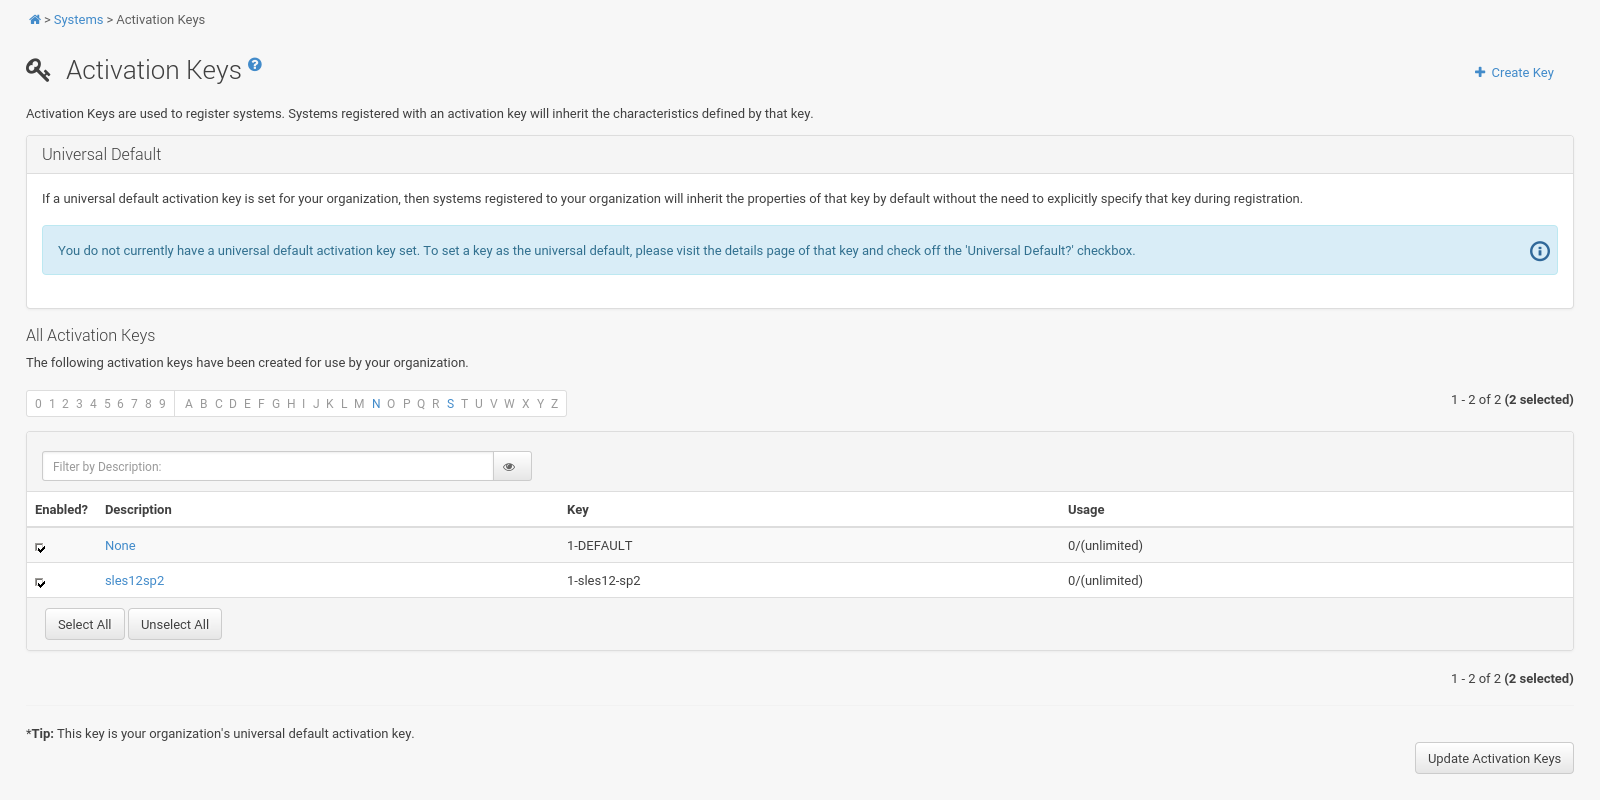 > Systems > Activation Keys
Activation Keys ?
+ Create Key
Activation Keys are used to register systems. Systems registered with an activation key will inherit the characteristics defined by that key.
Universal Default
If a universal default activation key is set for your organization, then systems registered to your organization will inherit the properties of that key by default without the need to explicitly specify that key during registration.
You do not currently have a universal default activation key set. To set a key as the universal default, please visit the details page of that key and check off the 'Universal Default?' checkbox.
All Activation Keys
The following activation keys have been created for use by your organization.
0 1 2 3 4 5 6 7 8 9 A B C D E F G H I J K L M N O P Q R S T U V W X Y Z
1 - 2 of 2 (2 selected)
Filter by Description:
Enabled? Description Key Usage
None 1-DEFAULT 0/(unlimited)
sles12sp2 1-sles12-sp2 0/(unlimited)
Select All Unselect All
1 - 2 of 2 (2 selected)
*Tip: This key is your organization's universal default activation key.
Update Activation Keys